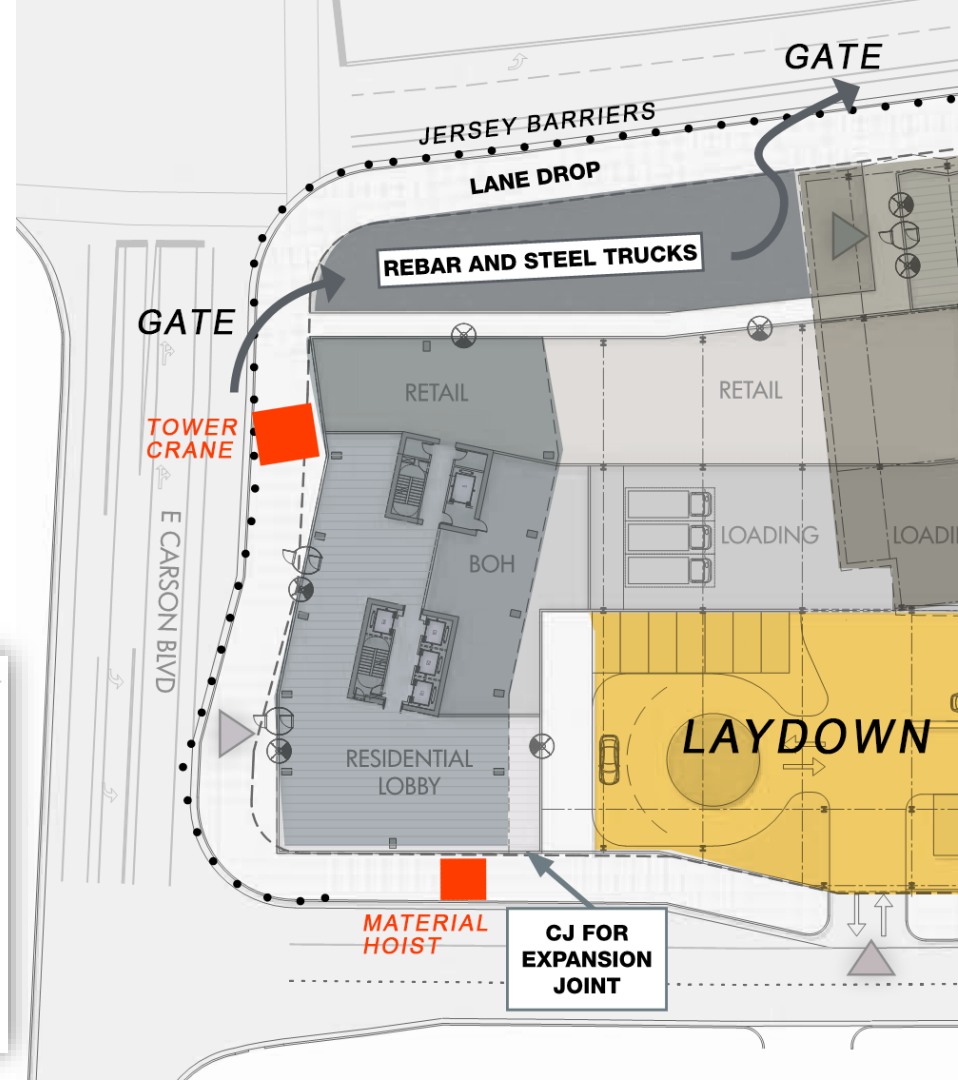 GATE
JERSEY BARRIERS
LANE DROP
REBAR AND STEEL TRUCKS
GATE
RETAIL
RETAIL
TOWER
CRANE
E CARSON BLVD
BOH
LOADING
LAYDOWN
RESIDENTIAL
LOBBY
MATERIAL
HOIST
CJ FOR
EXPANSION
JOINT